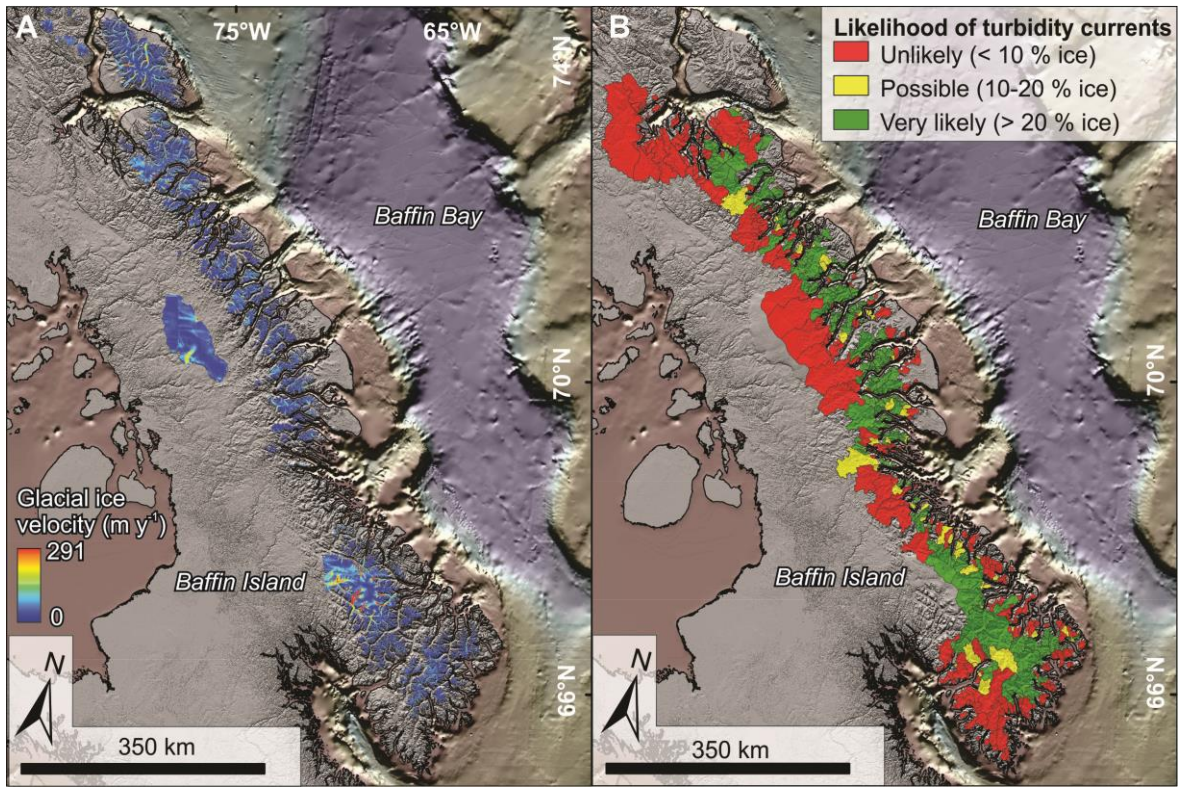 A
75°W
65°W
74°N
Baffin Bay
70°N
Glacial ice
velocity (m y⁻¹)
291
0
Baffin Island
66°N
N
350 km
B
Likelihood of turbidity currents
Unlikely (< 10 % ice)
Possible (10-20 % ice)
Very likely (> 20 % ice)
Baffin Bay
70°N
Baffin Island
66°N
N
350 km